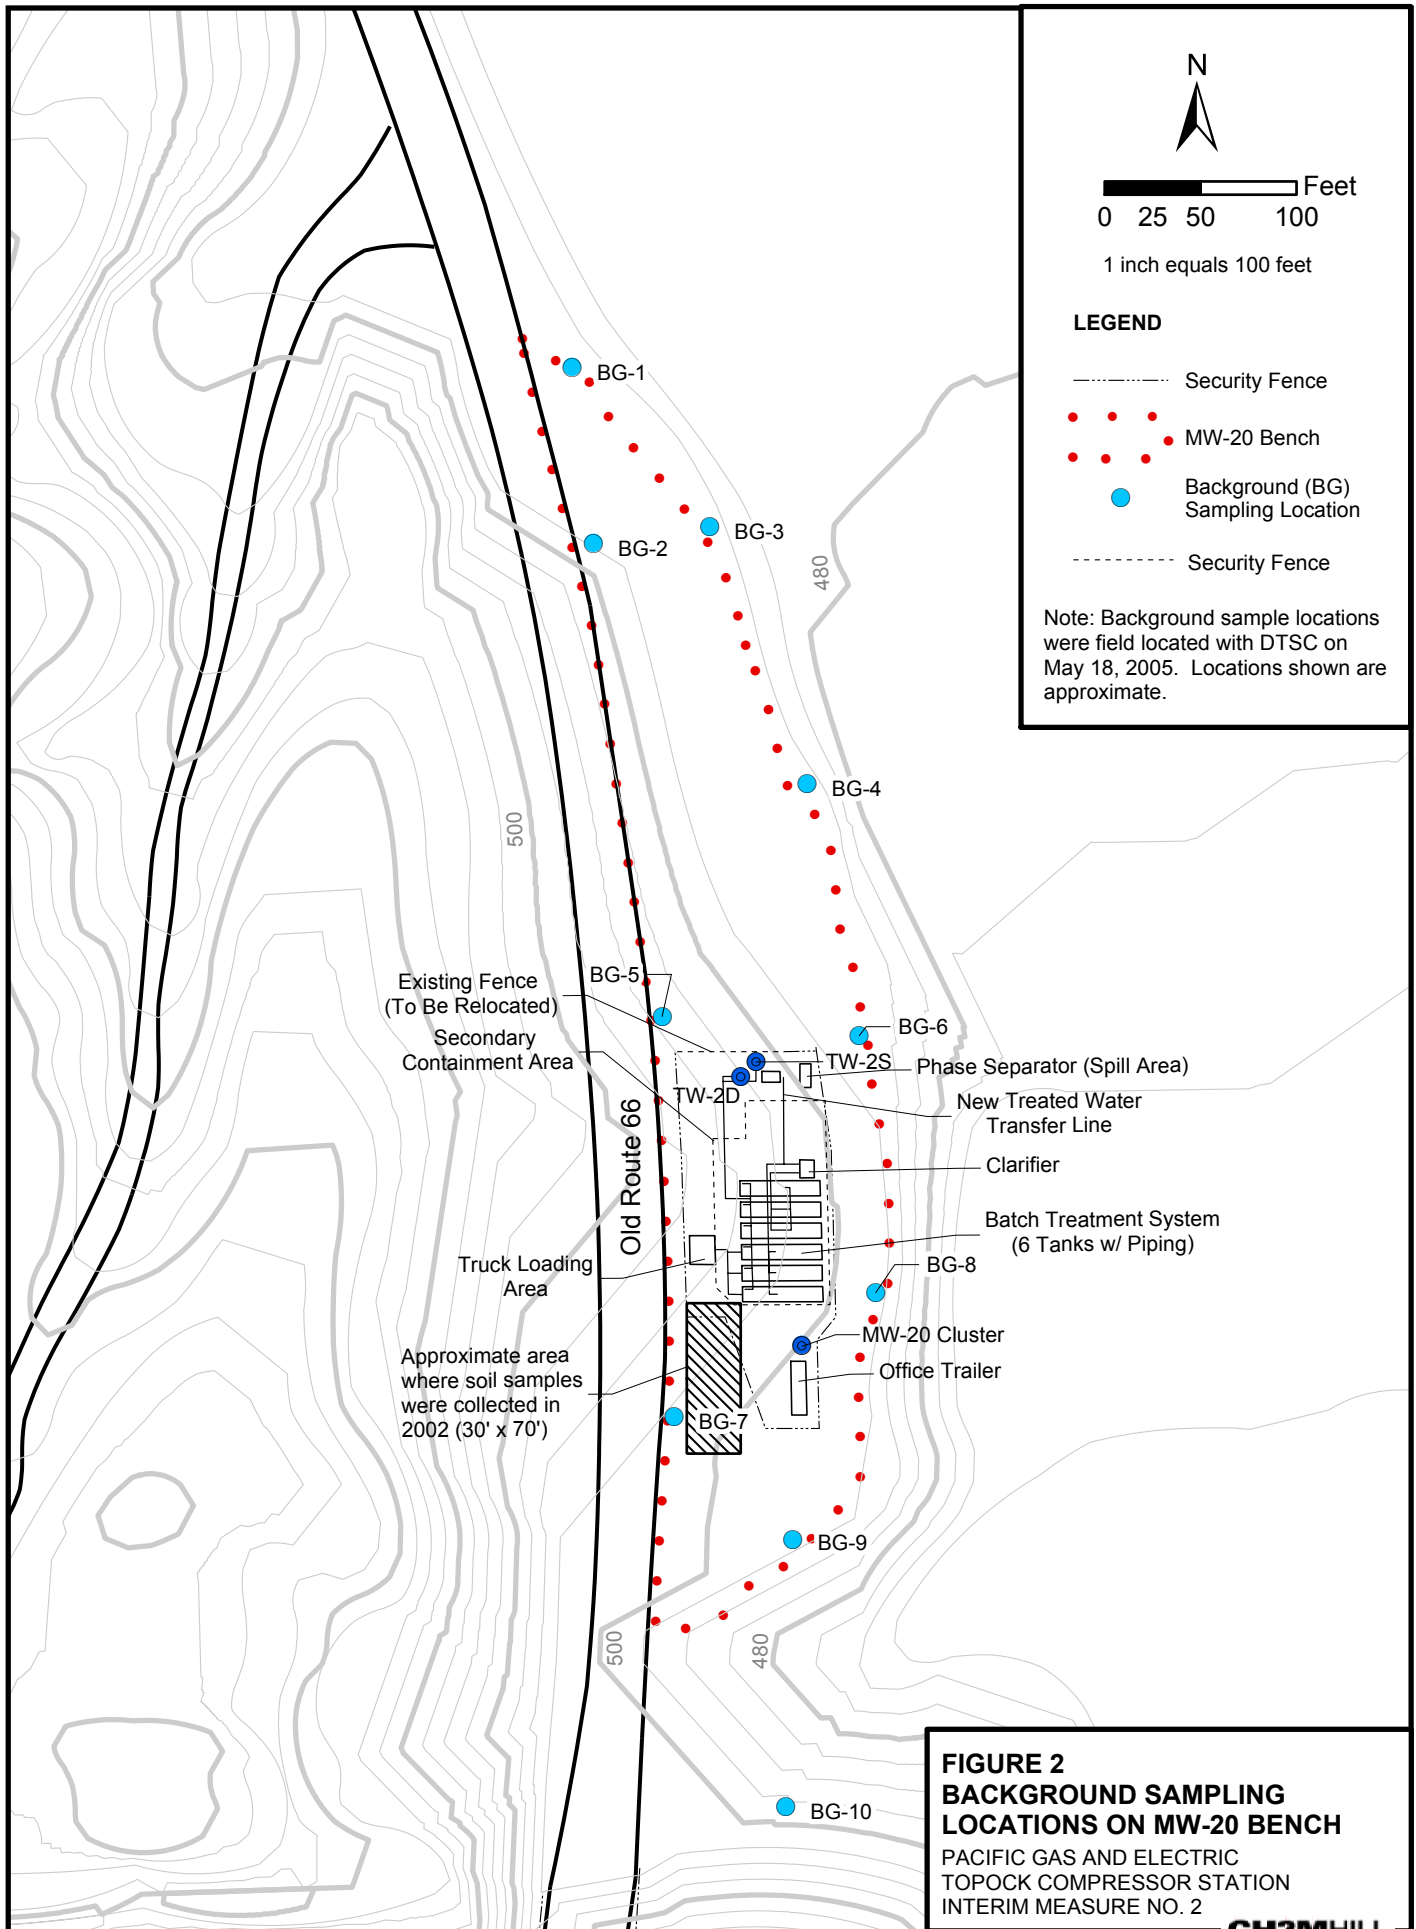 N
Feet
0 25 50 100
1 inch equals 100 feet
LEGEND
Security Fence
MW-20 Bench
Background (BG)
Sampling Location
Security Fence
Note: Background sample locations
were field located with DTSC on
May 18, 2005. Locations shown are
approximate.
BG-1
BG-2
BG-3
480
BG-4
500
BG-5
Existing Fence
(To Be Relocated)
Secondary
Containment Area
BG-6
TW-2S
Phase Separator (Spill Area)
TW-2D
New Treated Water
Transfer Line
Old Route 66
Clarifier
Batch Treatment System
(6 Tanks w/ Piping)
Truck Loading
Area
BG-8
MW-20 Cluster
Office Trailer
Approximate area
where soil samples
were collected in
2002 (30' x 70')
BG-7
BG-9
500
480
BG-10
FIGURE 2
BACKGROUND SAMPLING
LOCATIONS ON MW-20 BENCH
PACIFIC GAS AND ELECTRIC
TOPOCK COMPRESSOR STATION
INTERIM MEASURE NO. 2
CH2MHILL